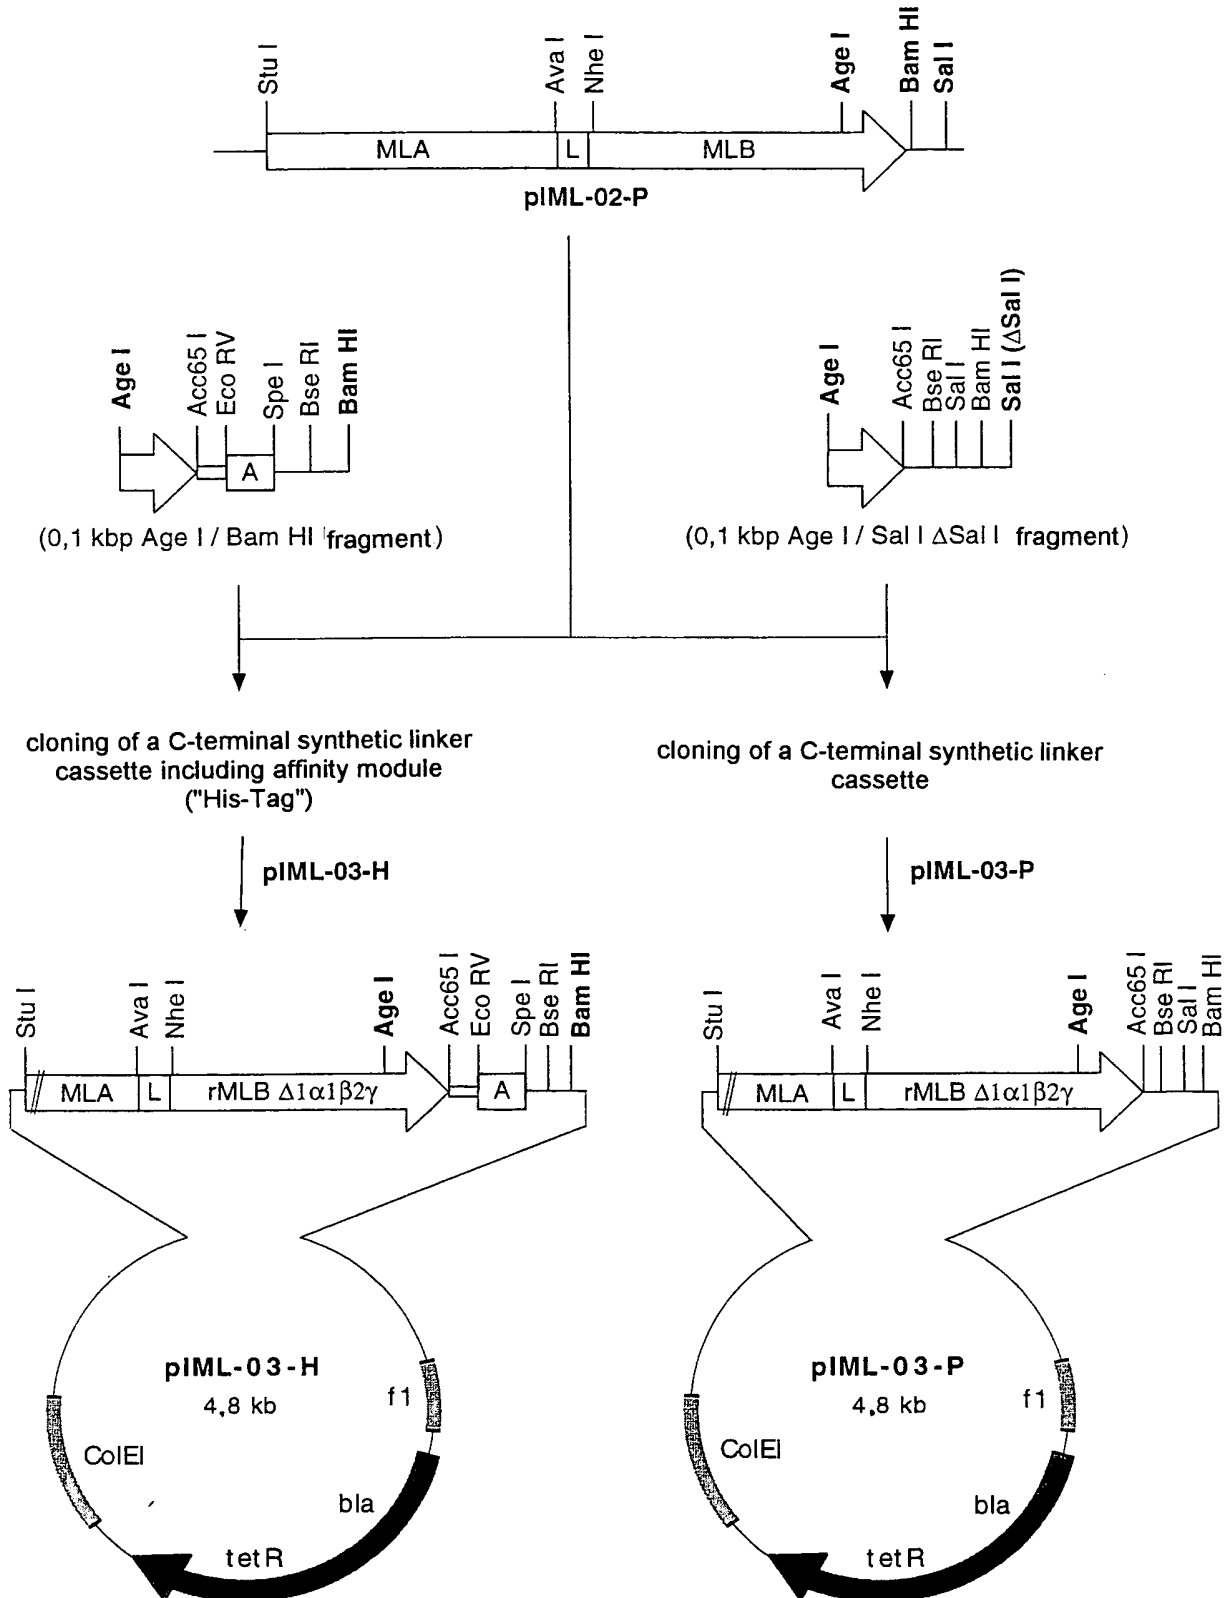 Stu I
Ava I
Nhe I
Age I
Bam HI
Sal I
MLA
L
MLB
pIML-02-P
Age I
Acc65 I
Eco RV
Spe I
Bse RI
Bam HI
A
(0,1 kbp Age I / Bam HI fragment)
Age I
Acc65 I
Bse RI
Sal I
Bam HI
Sal I (ΔSal I)
(0,1 kbp Age I / Sal I ΔSal I fragment)
cloning of a C-terminal synthetic linker
cassette including affinity module
("His-Tag")
cloning of a C-terminal synthetic linker
cassette
pIML-03-H
pIML-03-P
Stu I
Ava I
Nhe I
Age I
Acc65 I
Eco RV
Spe I
Bse RI
Bam HI
MLA
L
rMLB Δ1α1β2γ
A
Stu I
Ava I
Nhe I
Age I
Acc65 I
Bse RI
Sal I
Bam HI
MLA
L
rMLB Δ1α1β2γ
pIML-03-H
4,8 kb
f1
ColEI
bla
tetR
pIML-03-P
4,8 kb
f1
ColEI
bla
tetR